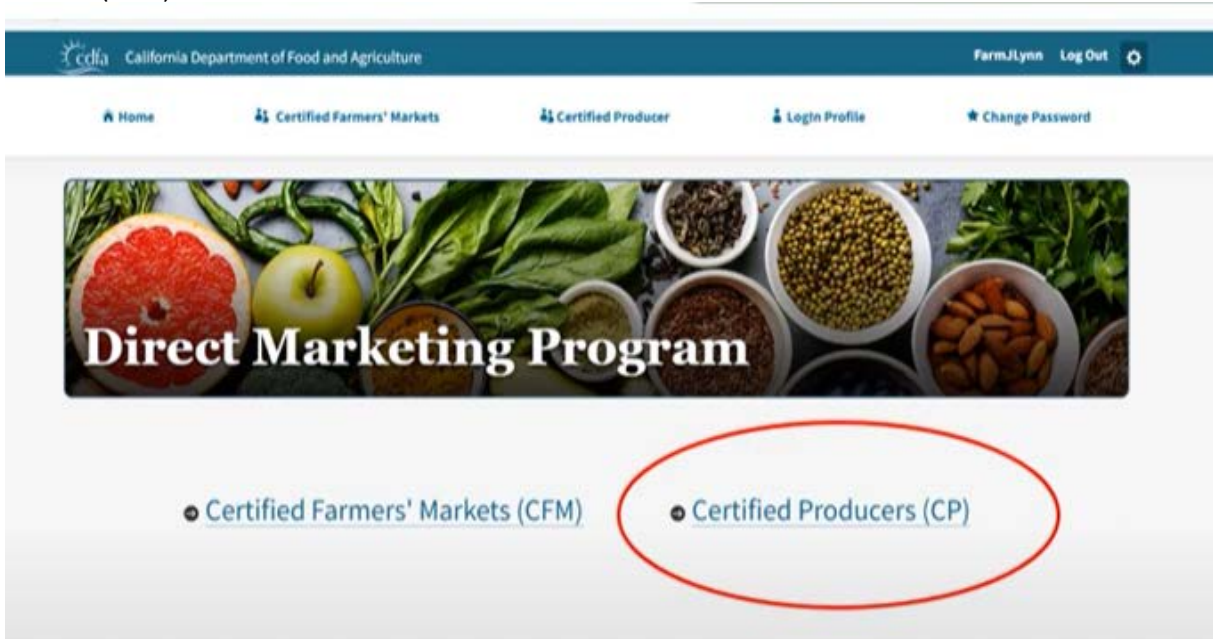 cdfa California Department of Food and Agriculture FarmJLynn Log Out
Home Certified Farmers' Markets Certified Producer LogIn Profile Change Password
Direct Marketing Program
Certified Farmers' Markets (CFM) Certified Producers (CP)